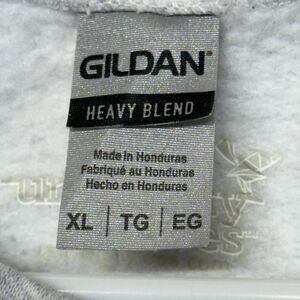 GILDAN®
HEAVY BLEND
Made in Honduras
Fabriqué au Honduras
Hecho en Honduras
XL | TG | EG